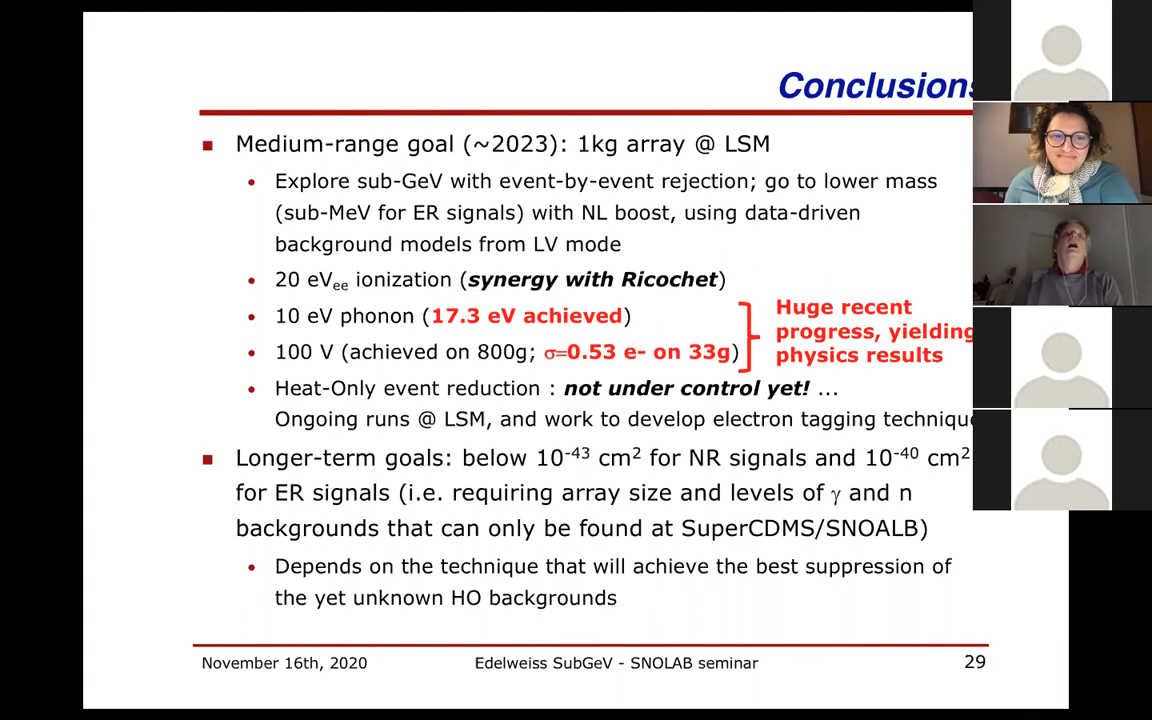 Conclusions
Medium-range goal (~2023): 1kg array @ LSM
Explore sub-GeV with event-by-event rejection; go to lower mass
(sub-MeV for ER signals) with NL boost, using data-driven
background models from LV mode
20 eVee ionization (synergy with Ricochet)
10 eV phonon (17.3 eV achieved)
100 V (achieved on 800g; σ=0.53 e- on 33g)
Huge recent
progress, yielding
physics results
Heat-Only event reduction : not under control yet! ...
Ongoing runs @ LSM, and work to develop electron tagging technique
Longer-term goals: below 10-43 cm2 for NR signals and 10-40 cm2
for ER signals (i.e. requiring array size and levels of γ and n
backgrounds that can only be found at SuperCDMS/SNOALB)
Depends on the technique that will achieve the best suppression of
the yet unknown HO backgrounds
November 16th, 2020
Edelweiss SubGeV - SNOLAB seminar
29